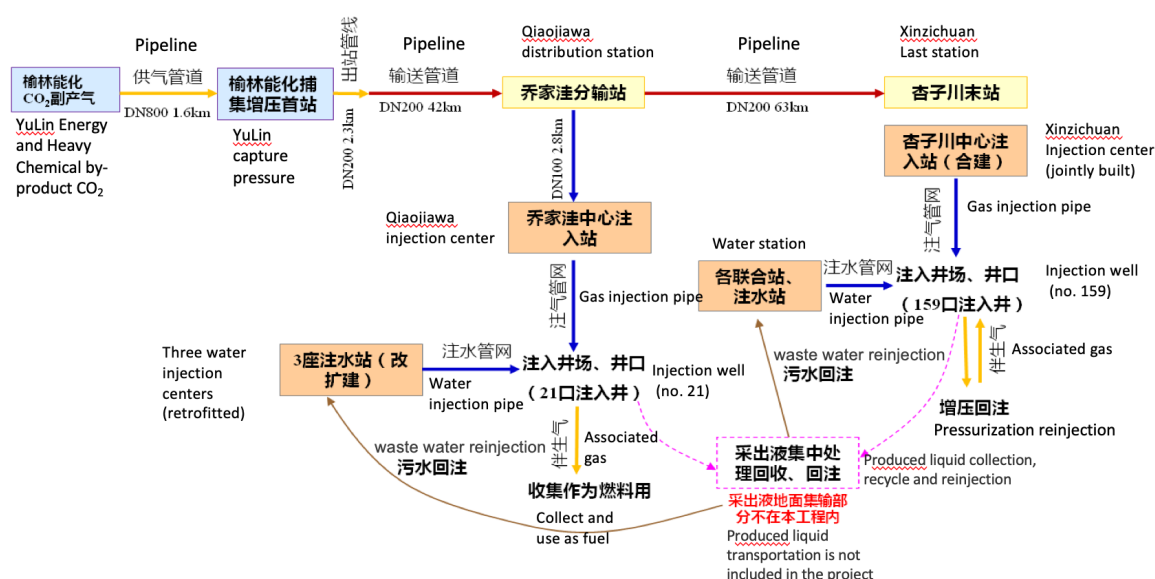 Pipeline
供气管道
DN800 1.6km
榆林能化
CO₂副产气
YuLin Energy
and Heavy
Chemical by-
product CO₂
榆林能化捕
集增压首站
YuLin
capture
pressure
出站管线
DN200 2.3km
Pipeline
输送管道
DN200 42km
Qiaojiawa
distribution station
乔家洼分输站
Pipeline
输送管道
DN200 63km
Xinzichuan
Last station
杏子川末站
杏子川中心注
入站（合建）
Xinzichuan
Injection center
(jointly built)
DN100 2.8km
Qiaojiawa
injection center
乔家洼中心注
入站
注气管网
Gas injection pipe
注气管网
Gas injection pipe
Water station
各联合站、
注水站
注水管网
Water
injection pipe
注入井场、井口
（159口注入井）
Injection well
(no. 159)
Three water
injection
centers
(retrofitted)
3座注水站（改
扩建）
注水管网
Water
injection pipe
注入井场、井口
（21口注入井）
Injection well
(no. 21)
waste water reinjection
污水回注
伴生气
Associated gas
增压回注
Pressurization reinjection
waste water reinjection
污水回注
伴生气
Associated
gas
收集作为燃料用
Collect and
use as fuel
采出液集中处
理回收、回注
Produced liquid collection,
recycle and reinjection
采出液地面集输部
分不在本工程内
Produced liquid
transportation is not
included in the project